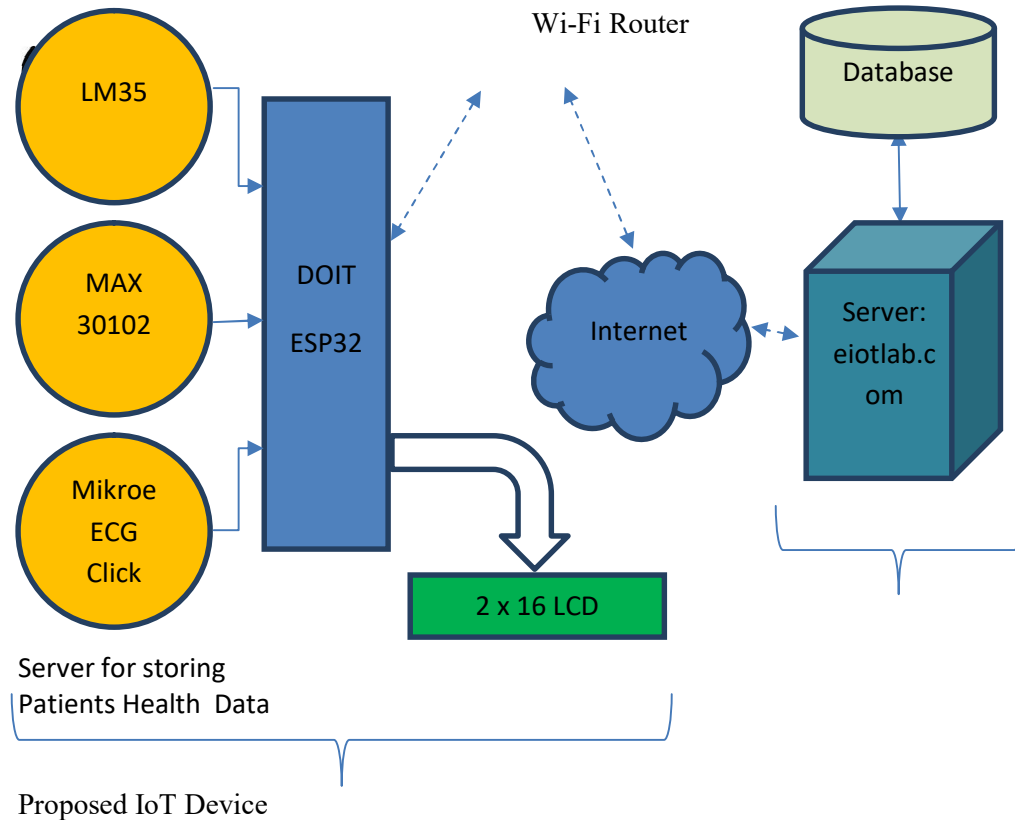 Wi-Fi Router
LM35
Database
MAX
30102
DOIT
ESP32
Internet
Server:
eiotlab.c
om
Mikroe
ECG
Click
2 x 16 LCD
Server for storing
Patients Health Data
Proposed IoT Device